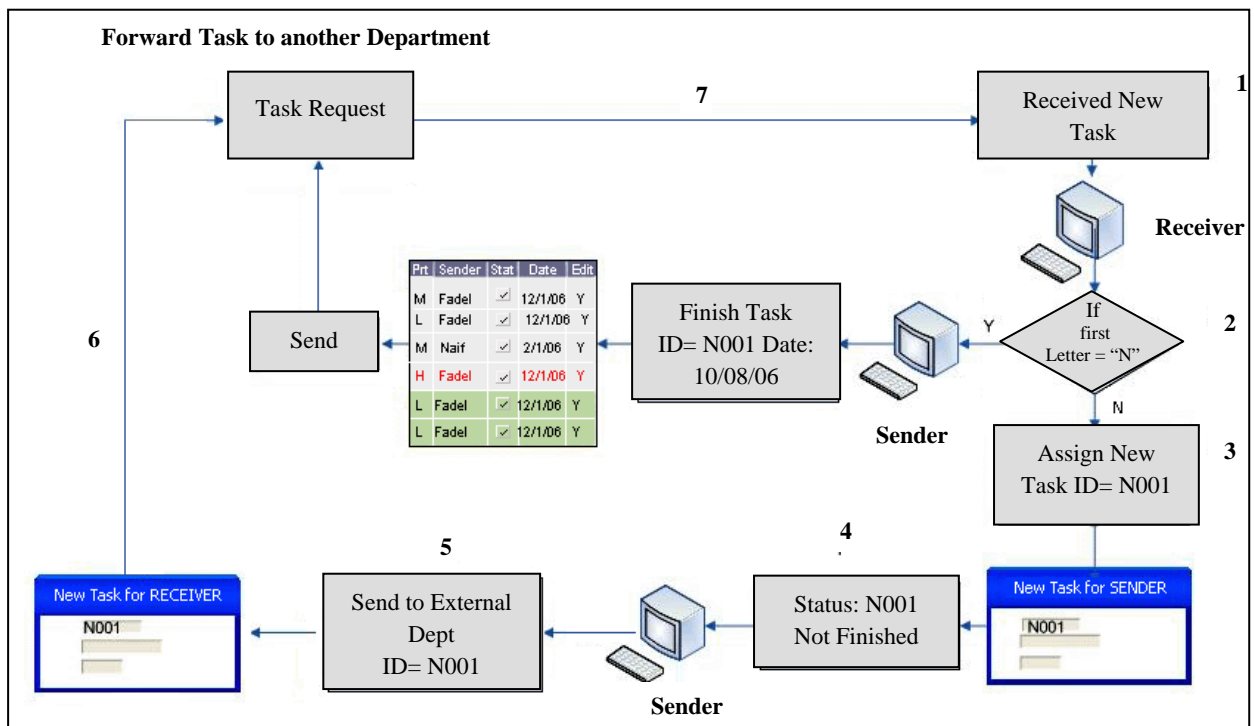 Forward Task to another Department
Task Request
7
Received New
Task
1
Receiver
Prt Sender Stat Date Edit
M Fadel 12/1/06 Y
L Fadel 12/1/06 Y
M Naif 2/1/06 Y
H Fadel 12/1/06 Y
L Fadel 12/1/06 Y
L Fadel 12/1/06 Y
6
Send
Finish Task
ID= N001 Date:
10/08/06
Sender
Y
If
first
Letter = “N”
2
N
Assign New
Task ID= N001
3
New Task for RECEIVER
N001
5
Send to External
Dept
ID= N001
Sender
4
Status: N001
Not Finished
New Task for SENDER
N001